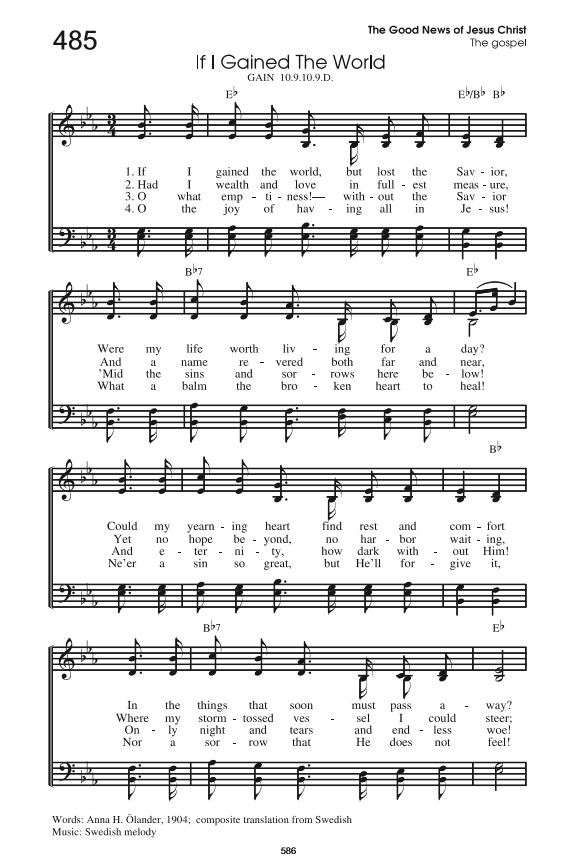 485
The Good News of Jesus Christ
The gospel
If I Gained The World
GAIN 10.9.10.9.D.
E♭ E♭/B♭ B♭
1. If I gained the world, but lost the Sav - ior,
2. Had I wealth and love in full - est meas - ure,
3. O what emp - ti - ness!— with - out the Sav - ior
4. O the joy of hav - ing all in Je - sus!
B♭7 E♭
Were my life worth liv - ing for a day?
And a name re - vered both far and near,
'Mid the sins and sor - rows here be - low!
What a balm the bro - ken heart to heal!
B♭
Could my yearn - ing heart find rest and com - fort
Yet no hope be - yond, no har - bor wait - ing,
And e - ter - ni - ty, how dark with - out Him!
Ne'er a sin so great, but He'll for - give it,
B♭7 E♭
In the things that soon must pass a - way?
Where my storm - tossed ves - sel I could steer;
On - ly night and tears and end - less woe!
Nor a sor - row that He does not feel!
Words: Anna H. Ölander, 1904; composite translation from Swedish
Music: Swedish melody
586